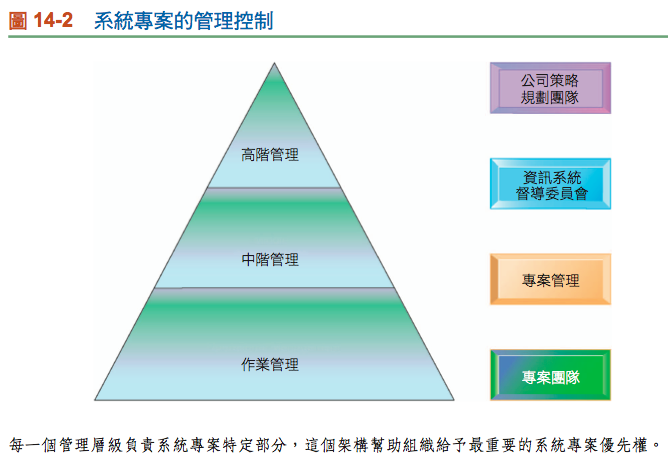 圖 14-2 系統專案的管理控制
公司策略
規劃團隊
高階管理
資訊系統
督導委員會
中階管理
專案管理
作業管理
專案團隊
每一個管理層級負責系統專案特定部分，這個架構幫助組織給予最重要的系統專案優先權。